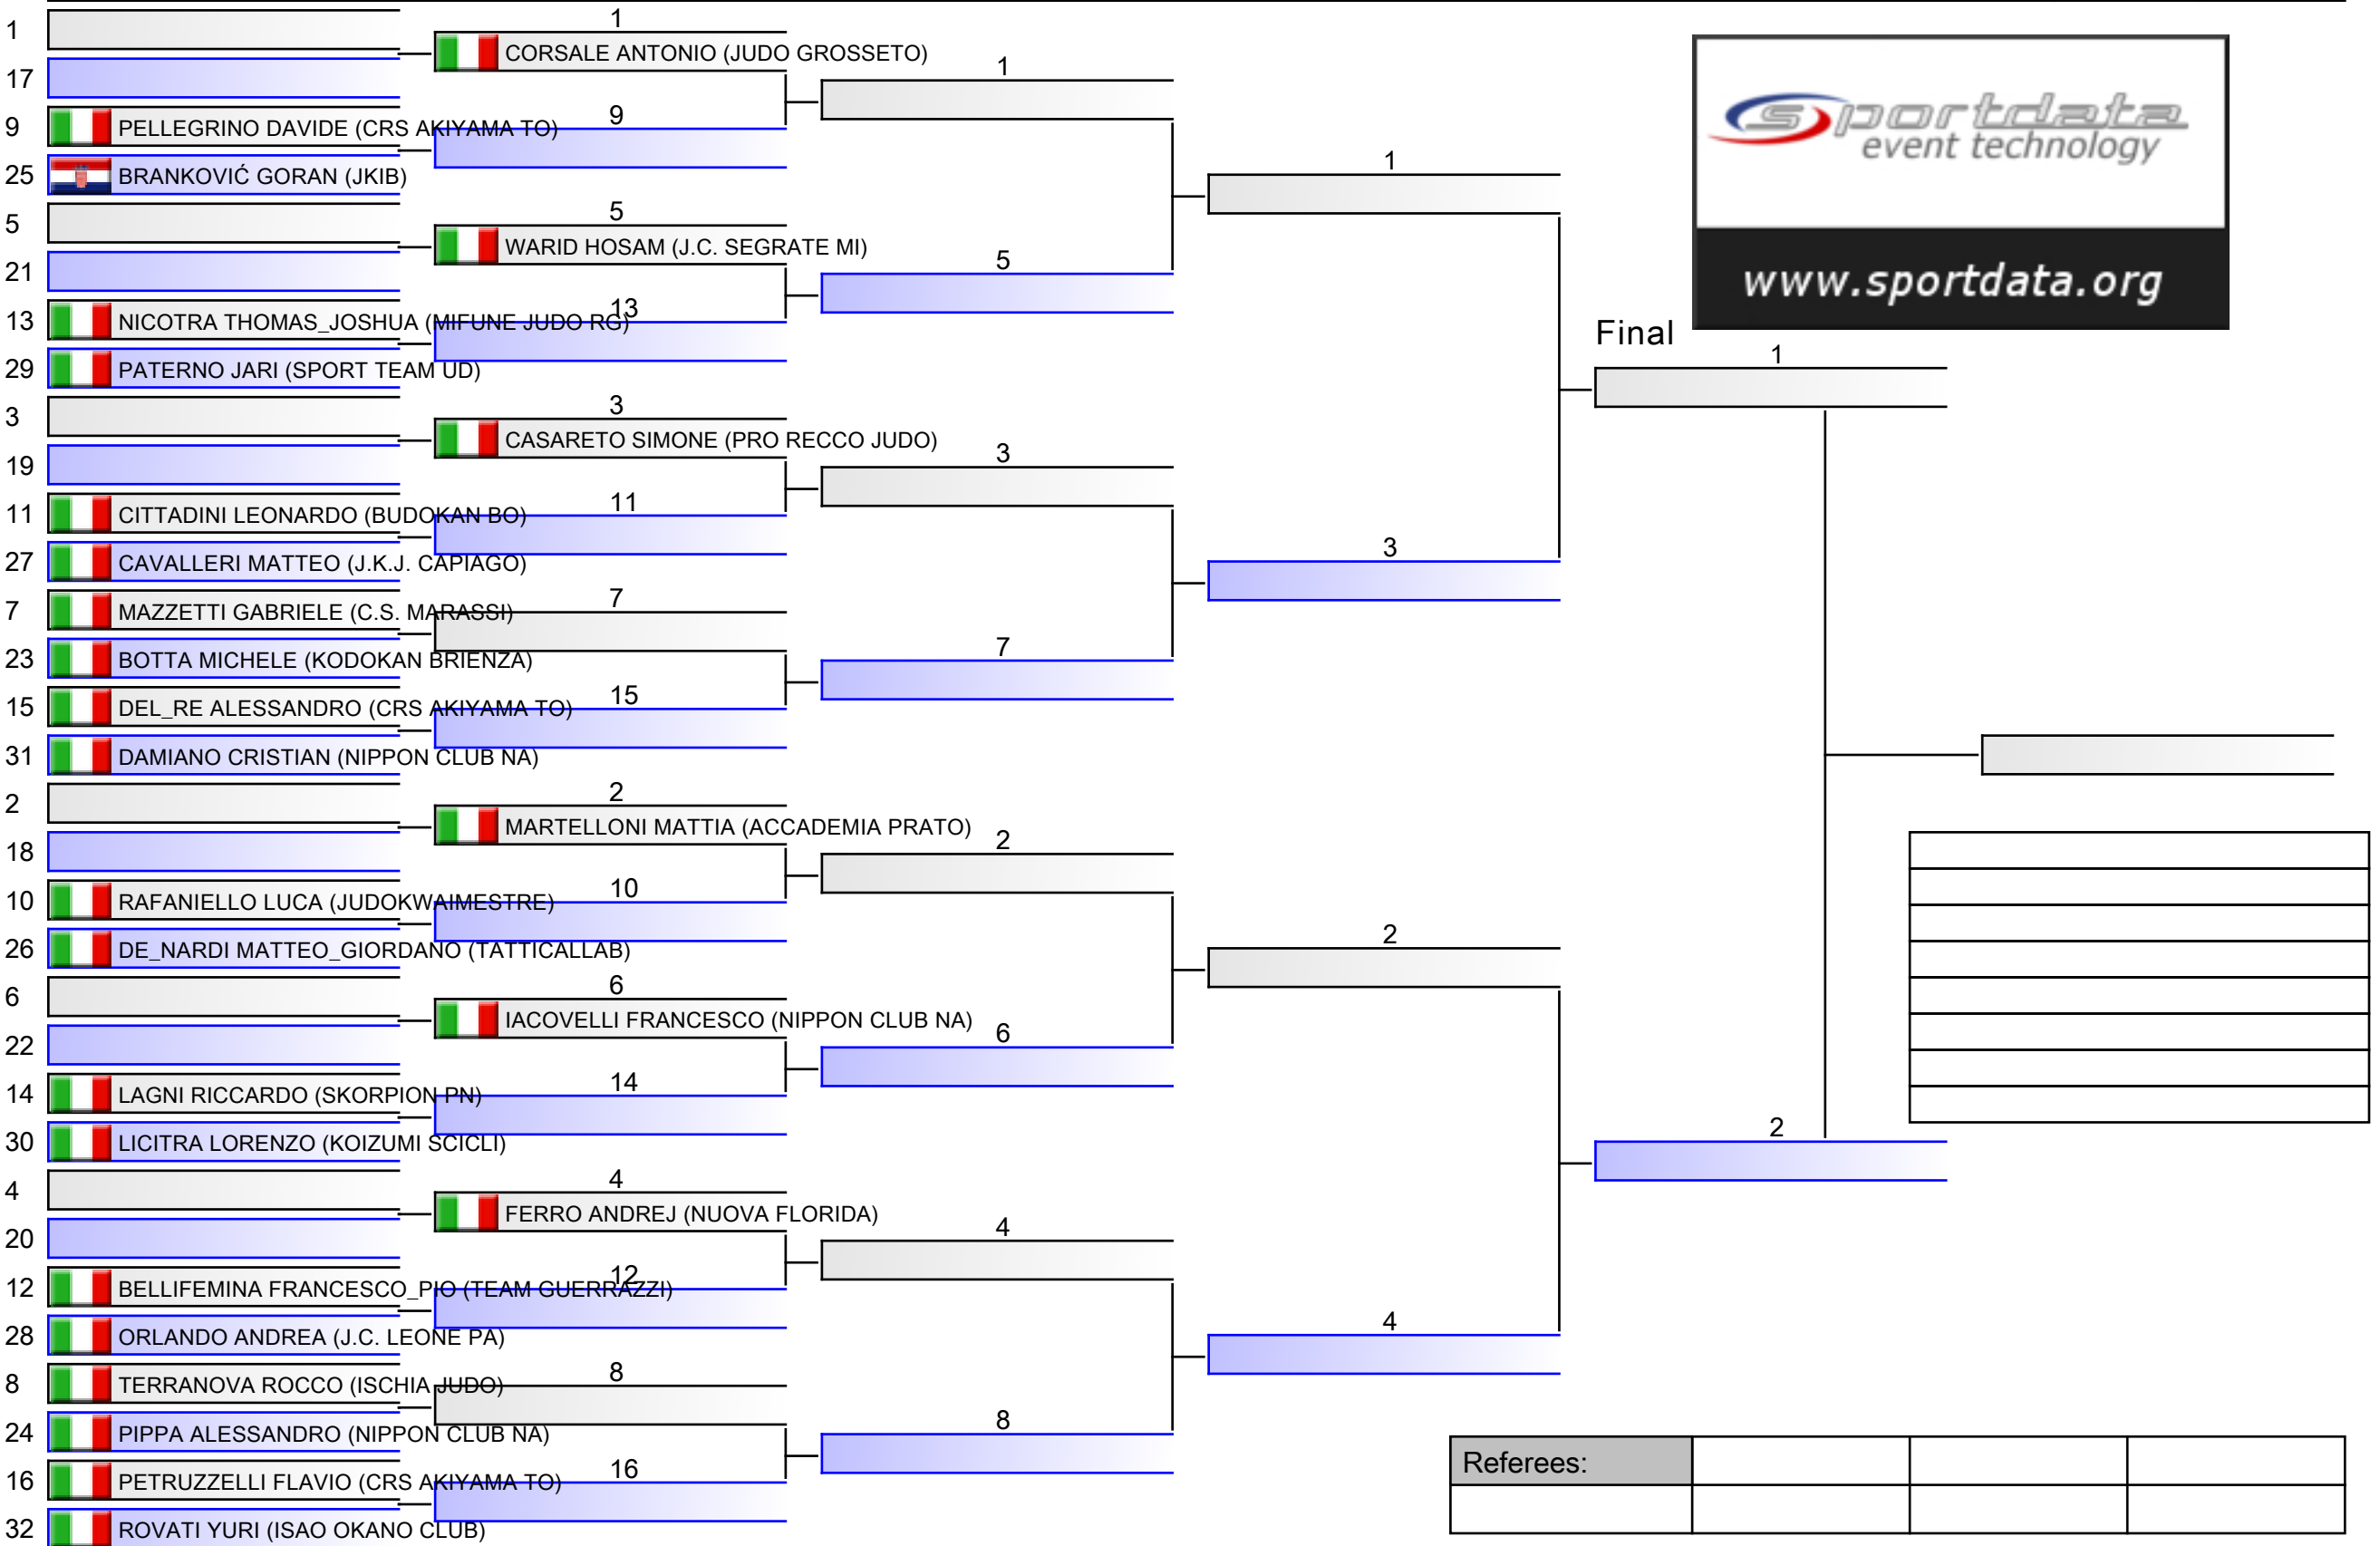 1
17
9 PELLEGRINO DAVIDE (CRS AKIYAMA TO)
25 BRANKOVIĆ GORAN (JKIB)
5
21
13 NICOTRA THOMAS_JOSHUA (MIFUNE JUDO RG)
29 PATERNO JARI (SPORT TEAM UD)
3
19
11 CITTADINI LEONARDO (BUDOKAN BO)
27 CAVALLERI MATTEO (J.K.J. CAPIAGO)
7 MAZZETTI GABRIELE (C.S. MARASSI)
23 BOTTA MICHELE (KODOKAN BRIENZA)
15 DEL_RE ALESSANDRO (CRS AKIYAMA TO)
31 DAMIANO CRISTIAN (NIPPON CLUB NA)
2
18
10 RAFANIELLO LUCA (JUDOKWAIMESTRE)
26 DE_NARDI MATTEO_GIORDANO (TATTICALLAB)
6
22
14 LAGNI RICCARDO (SKORPION PN)
30 LICITRA LORENZO (KOIZUMI SCICLI)
4
20
12 BELLIFEMINA FRANCESCO_PIO (TEAM GUERRAZZI)
28 ORLANDO ANDREA (J.C. LEONE PA)
8 TERRANOVA ROCCO (ISCHIA JUDO)
24 PIPPA ALESSANDRO (NIPPON CLUB NA)
16 PETRUZZELLI FLAVIO (CRS AKIYAMA TO)
32 ROVATI YURI (ISAO OKANO CLUB)
1
CORSALE ANTONIO (JUDO GROSSETO)
9
5
WARID HOSAM (J.C. SEGRATE MI)
13
3
CASARETO SIMONE (PRO RECCO JUDO)
11
7
15
2
MARTELLONI MATTIA (ACCADEMIA PRATO)
10
6
IACOVELLI FRANCESCO (NIPPON CLUB NA)
14
4
FERRO ANDREJ (NUOVA FLORIDA)
12
8
16
1
5
3
7
2
6
4
8
1
3
2
4
Final
1
2
sportdata
event technology
www.sportdata.org
Referees: